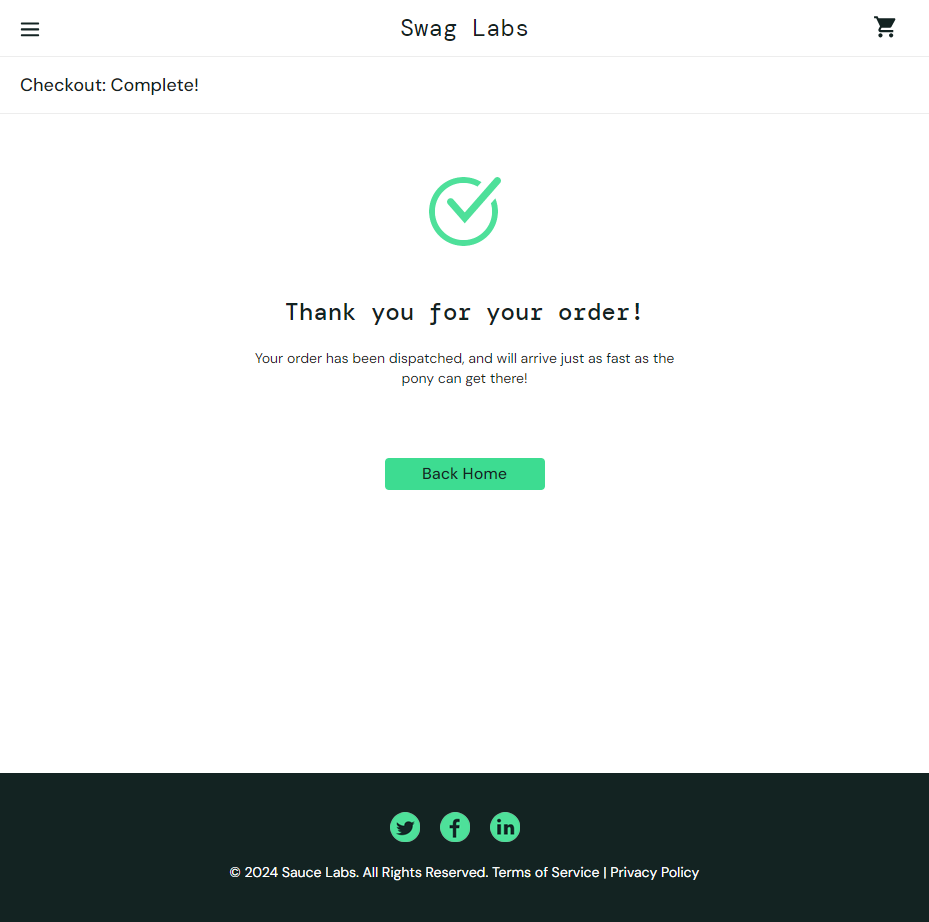 Swag Labs
Checkout: Complete!
Thank you for your order!
Your order has been dispatched, and will arrive just as fast as the
pony can get there!
Back Home
© 2024 Sauce Labs. All Rights Reserved. Terms of Service | Privacy Policy